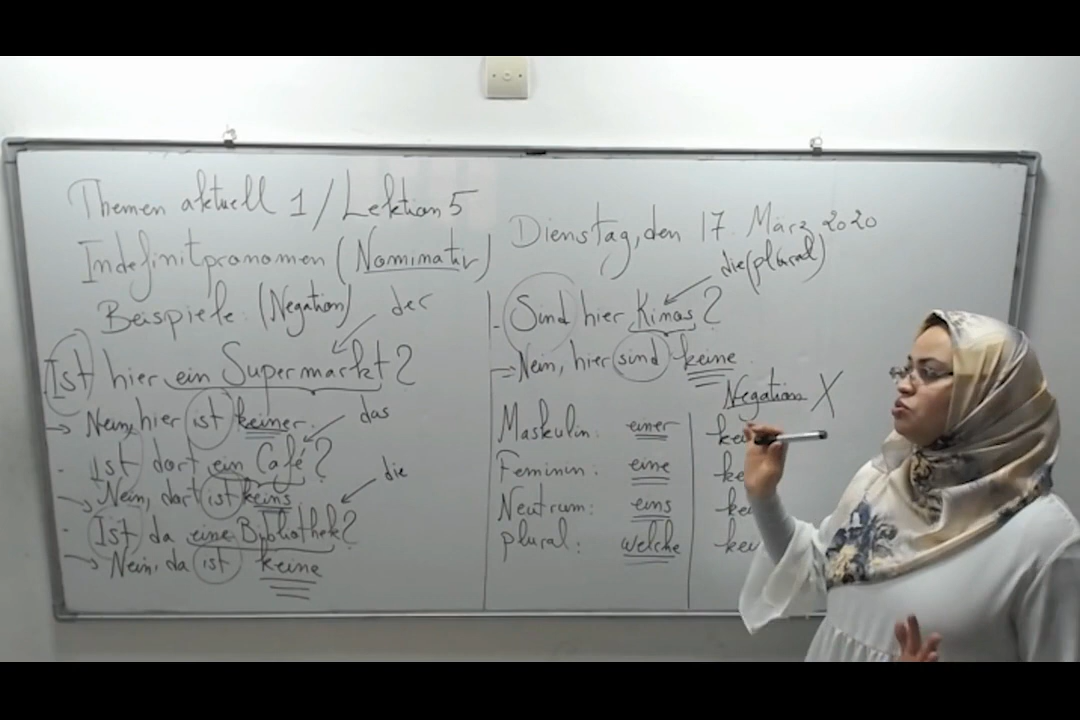 Themen aktuell 1 / Lektion 5
Indefinitpronomen (Nominativ)
Beispiele: (Negation)
der
Ist hier ein Supermarkt?
→ Nein, hier ist keiner.
das
- Ist dort ein Café?
→ Nein, dort ist keins
die
- Ist da eine Bibliothek?
→ Nein, da ist keine
Dienstag, den 17. März 2020
die (plural)
- Sind hier Kinos?
→ Nein, hier sind keine.
Negation X
Maskulin: einer
Feminin: eine
Neutrum: eins
plural: welche